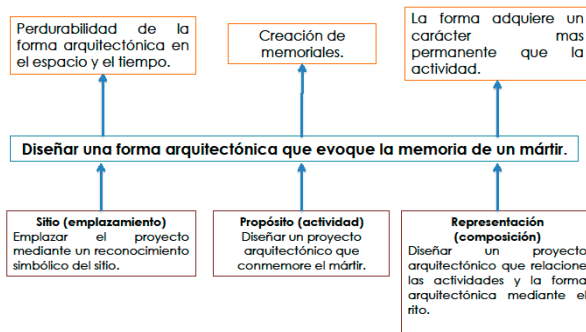 Perdurabilidad de la
forma arquitectónica en
el espacio y el tiempo.
Creación de
memoriales.
La forma adquiere un
carácter mas
permanente que la
actividad.
Diseñar una forma arquitectónica que evoque la memoria de un mártir.
Sitio (emplazamiento)
Emplazar el proyecto
mediante un reconocimiento
simbólico del sitio.
Propósito (actividad)
Diseñar un proyecto
arquitectónico que
conmemore el mártir.
Representación
(composición)
Diseñar un proyecto
arquitectónico que relacione
las actividades y la forma
arquitectónica mediante el
rito.